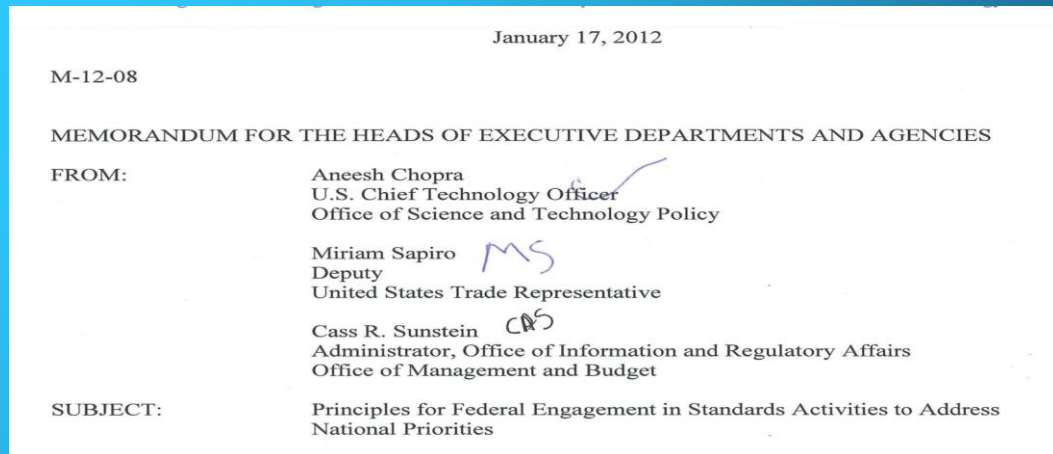 January 17, 2012
M-12-08
MEMORANDUM FOR THE HEADS OF EXECUTIVE DEPARTMENTS AND AGENCIES
FROM: Aneesh Chopra
U.S. Chief Technology Officer
Office of Science and Technology Policy
Miriam Sapiro MS
Deputy
United States Trade Representative
Cass R. Sunstein CRS
Administrator, Office of Information and Regulatory Affairs
Office of Management and Budget
SUBJECT: Principles for Federal Engagement in Standards Activities to Address
National Priorities